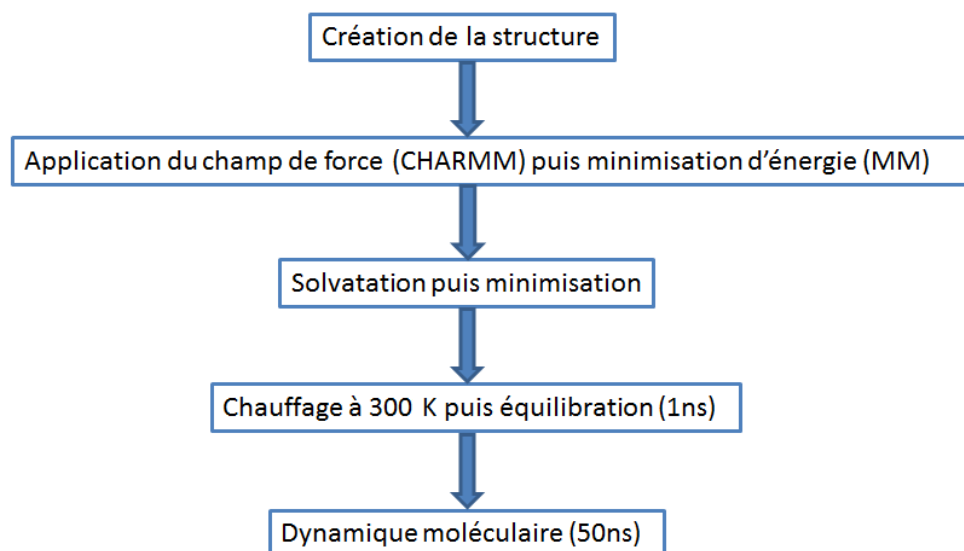 Création de la structure
Application du champ de force (CHARMM) puis minimisation d'énergie (MM)
Solvatation puis minimisation
Chauffage à 300 K puis équilibration (1ns)
Dynamique moléculaire (50ns)